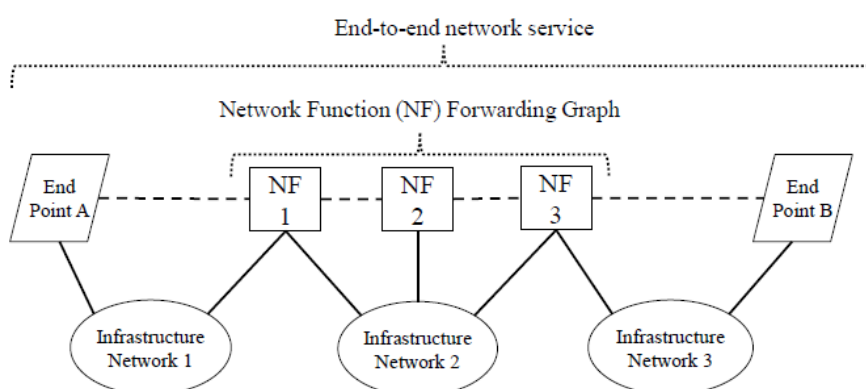 End-to-end network service
Network Function (NF) Forwarding Graph
End
Point A
NF
1
NF
2
NF
3
End
Point B
Infrastructure
Network 1
Infrastructure
Network 2
Infrastructure
Network 3